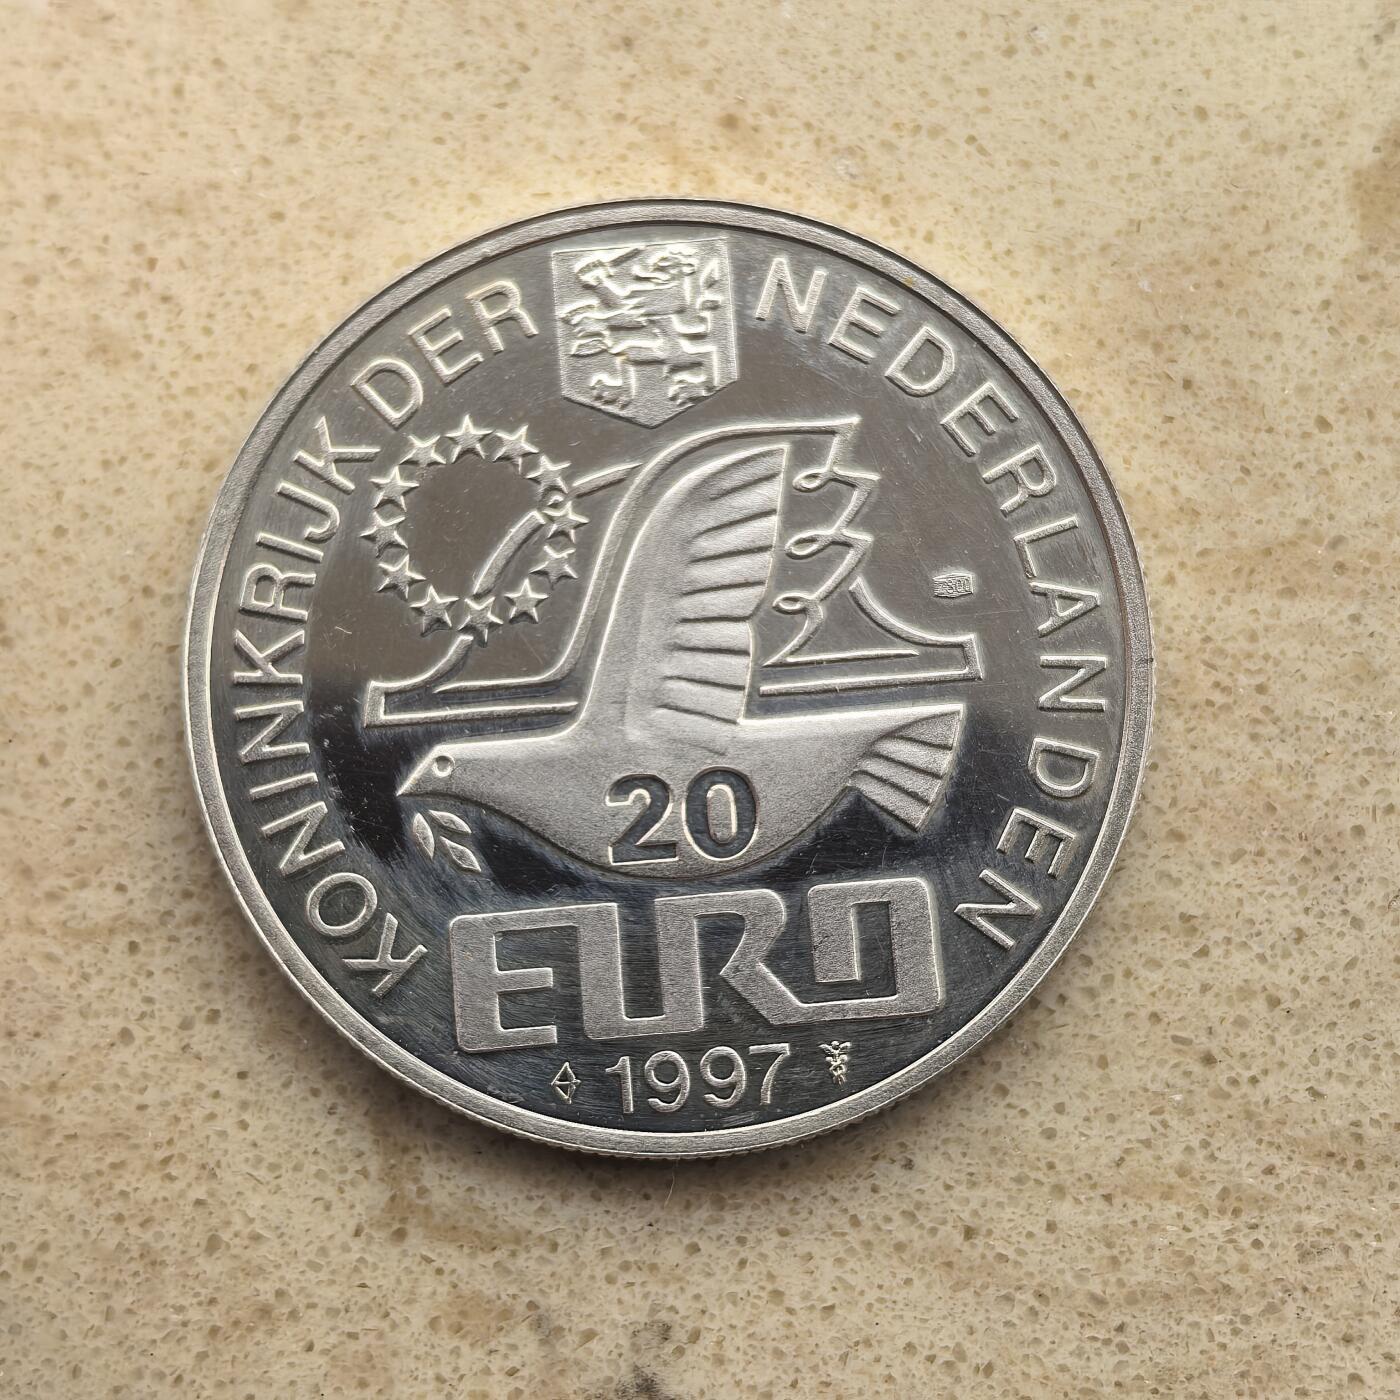 KONINKRIJK DER NEDERLANDEN
20
EURO
1997